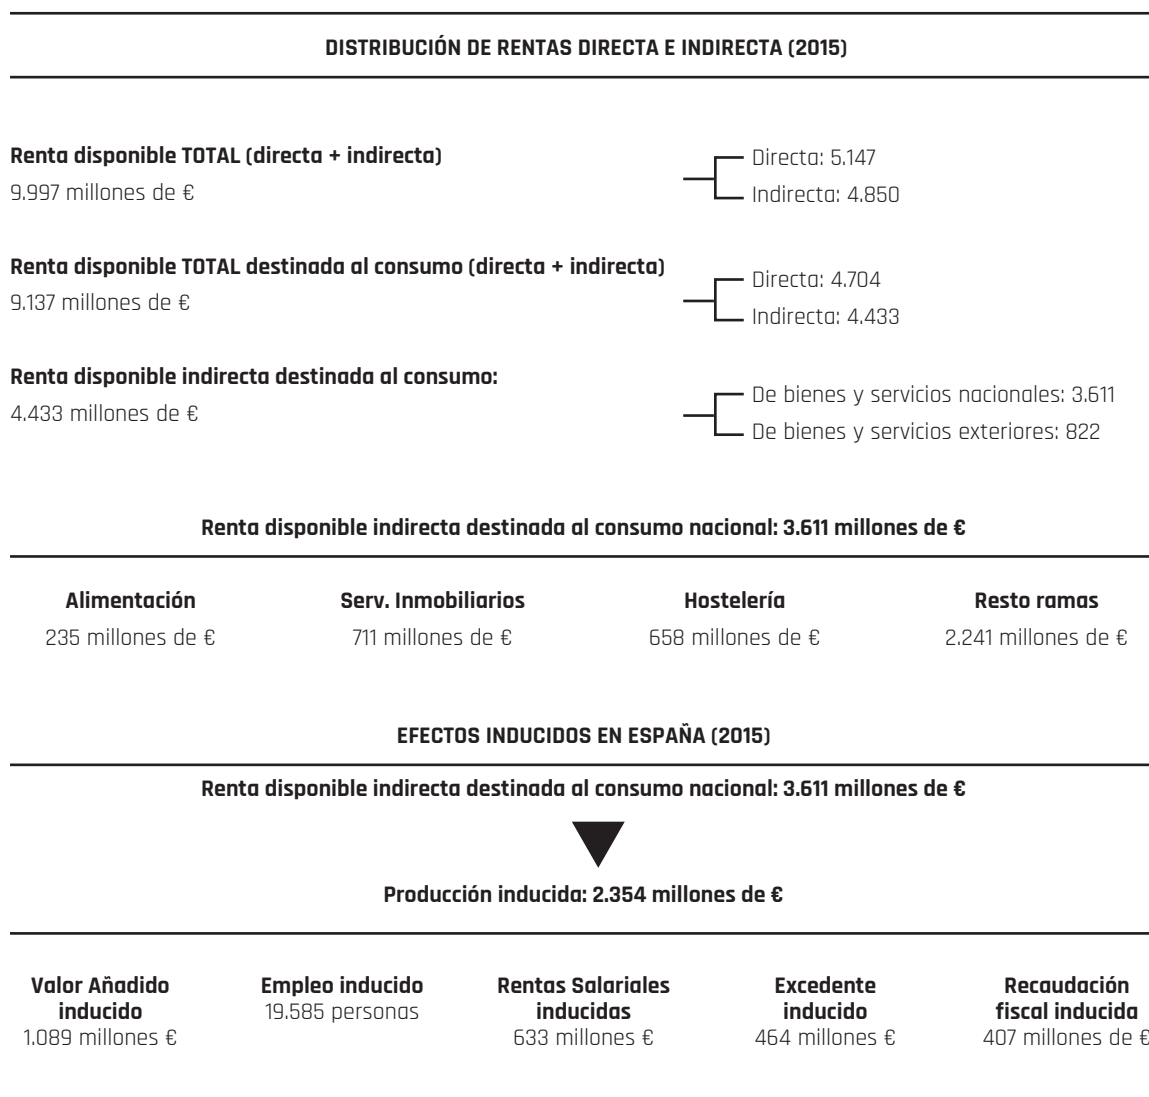 DISTRIBUCIÓN DE RENTAS DIRECTA E INDIRECTA (2015)
Renta disponible TOTAL (directa + indirecta)
9.997 millones de €
Directa: 5.147
Indirecta: 4.850
Renta disponible TOTAL destinada al consumo (directa + indirecta)
9.137 millones de €
Directa: 4.704
Indirecta: 4.433
Renta disponible indirecta destinada al consumo:
4.433 millones de €
De bienes y servicios nacionales: 3.611
De bienes y servicios exteriores: 822
Renta disponible indirecta destinada al consumo nacional: 3.611 millones de €
Alimentación
235 millones de €
Serv. Inmobiliarios
711 millones de €
Hostelería
658 millones de €
Resto ramas
2.241 millones de €
EFECTOS INDUCIDOS EN ESPAÑA (2015)
Renta disponible indirecta destinada al consumo nacional: 3.611 millones de €
Producción inducida: 2.354 millones de €
Valor Añadido
inducido
1.089 millones €
Empleo inducido
19.585 personas
Rentas Salariales
inducidas
633 millones €
Excedente
inducido
464 millones €
Recaudación
fiscal inducida
407 millones de €